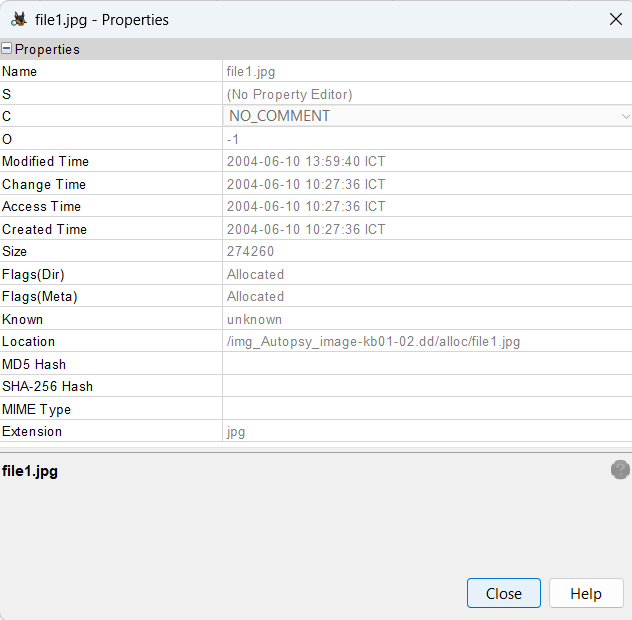 file1.jpg - Properties
Properties
Name file1.jpg
S (No Property Editor)
C NO_COMMENT
O -1
Modified Time 2004-06-10 13:59:40 ICT
Change Time 2004-06-10 10:27:36 ICT
Access Time 2004-06-10 10:27:36 ICT
Created Time 2004-06-10 10:27:36 ICT
Size 274260
Flags(Dir) Allocated
Flags(Meta) Allocated
Known unknown
Location /img_Autopsy_image-kb01-02.dd/alloc/file1.jpg
MD5 Hash
SHA-256 Hash
MIME Type
Extension jpg
file1.jpg
?
Close Help